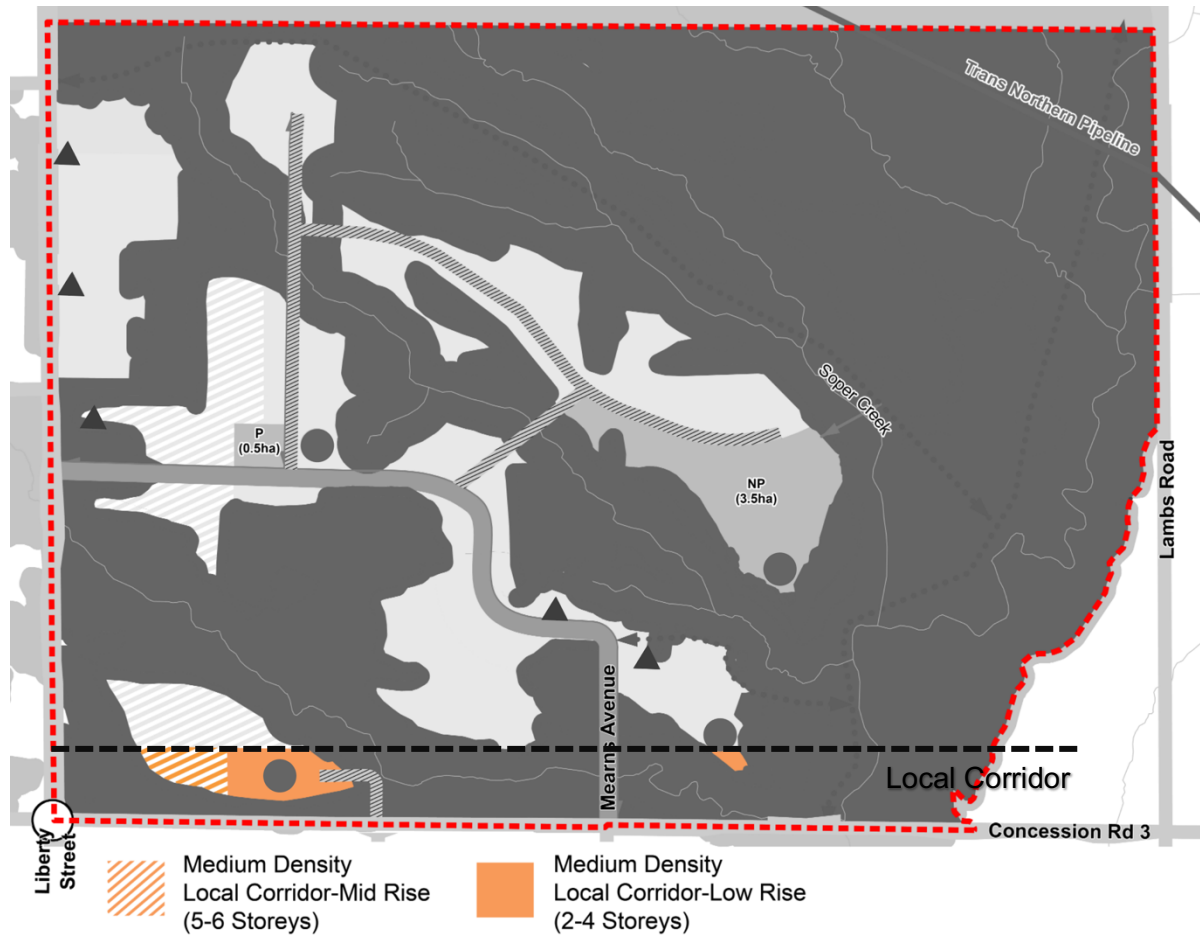 Trans Northern Pipeline
Soper Creek
P
(0.5ha)
NP
(3.5ha)
Lambs Road
Mearns Avenue
Local Corridor
Concession Rd 3
Liberty
Street
Medium Density
Local Corridor-Mid Rise
(5-6 Storeys)
Medium Density
Local Corridor-Low Rise
(2-4 Storeys)